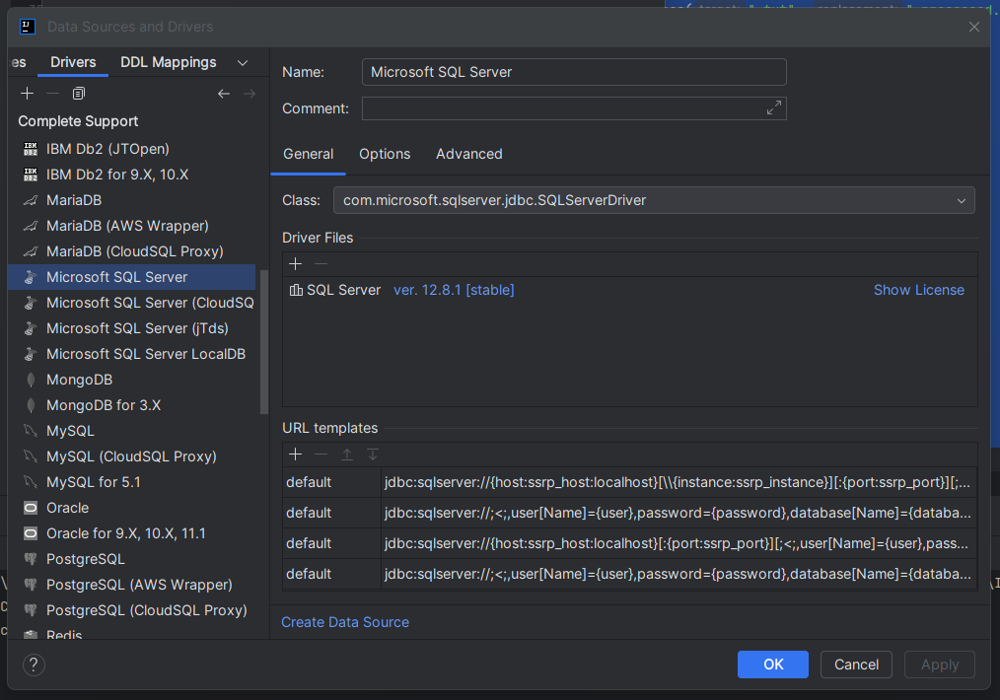 Data Sources and Drivers
es Drivers DDL Mappings
Complete Support
IBM Db2 (JTOpen)
IBM Db2 for 9.X, 10.X
MariaDB
MariaDB (AWS Wrapper)
MariaDB (CloudSQL Proxy)
Microsoft SQL Server
Microsoft SQL Server (CloudSQ
Microsoft SQL Server (jTds)
Microsoft SQL Server LocalDB
MongoDB
MongoDB for 3.X
MySQL
MySQL (CloudSQL Proxy)
MySQL for 5.1
Oracle
Oracle for 9.X, 10.X, 11.1
PostgreSQL
PostgreSQL (AWS Wrapper)
PostgreSQL (CloudSQL Proxy)
Redis
Name: Microsoft SQL Server
Comment:
General Options Advanced
Class: com.microsoft.sqlserver.jdbc.SQLServerDriver
Driver Files
SQL Server ver. 12.8.1 [stable] Show License
URL templates
default jdbc:sqlserver://{host:ssrp_host:localhost}[\\{instance:ssrp_instance}][:{port:ssrp_port}][;...
default jdbc:sqlserver://;<;,user[Name]={user},password={password},database[Name]={databa...
default jdbc:sqlserver://{host:ssrp_host:localhost}[:{port:ssrp_port}][;<;,user[Name]={user},pass...
default jdbc:sqlserver://;<;,user[Name]={user},password={password},database[Name]={databa...
Create Data Source
? OK Cancel Apply